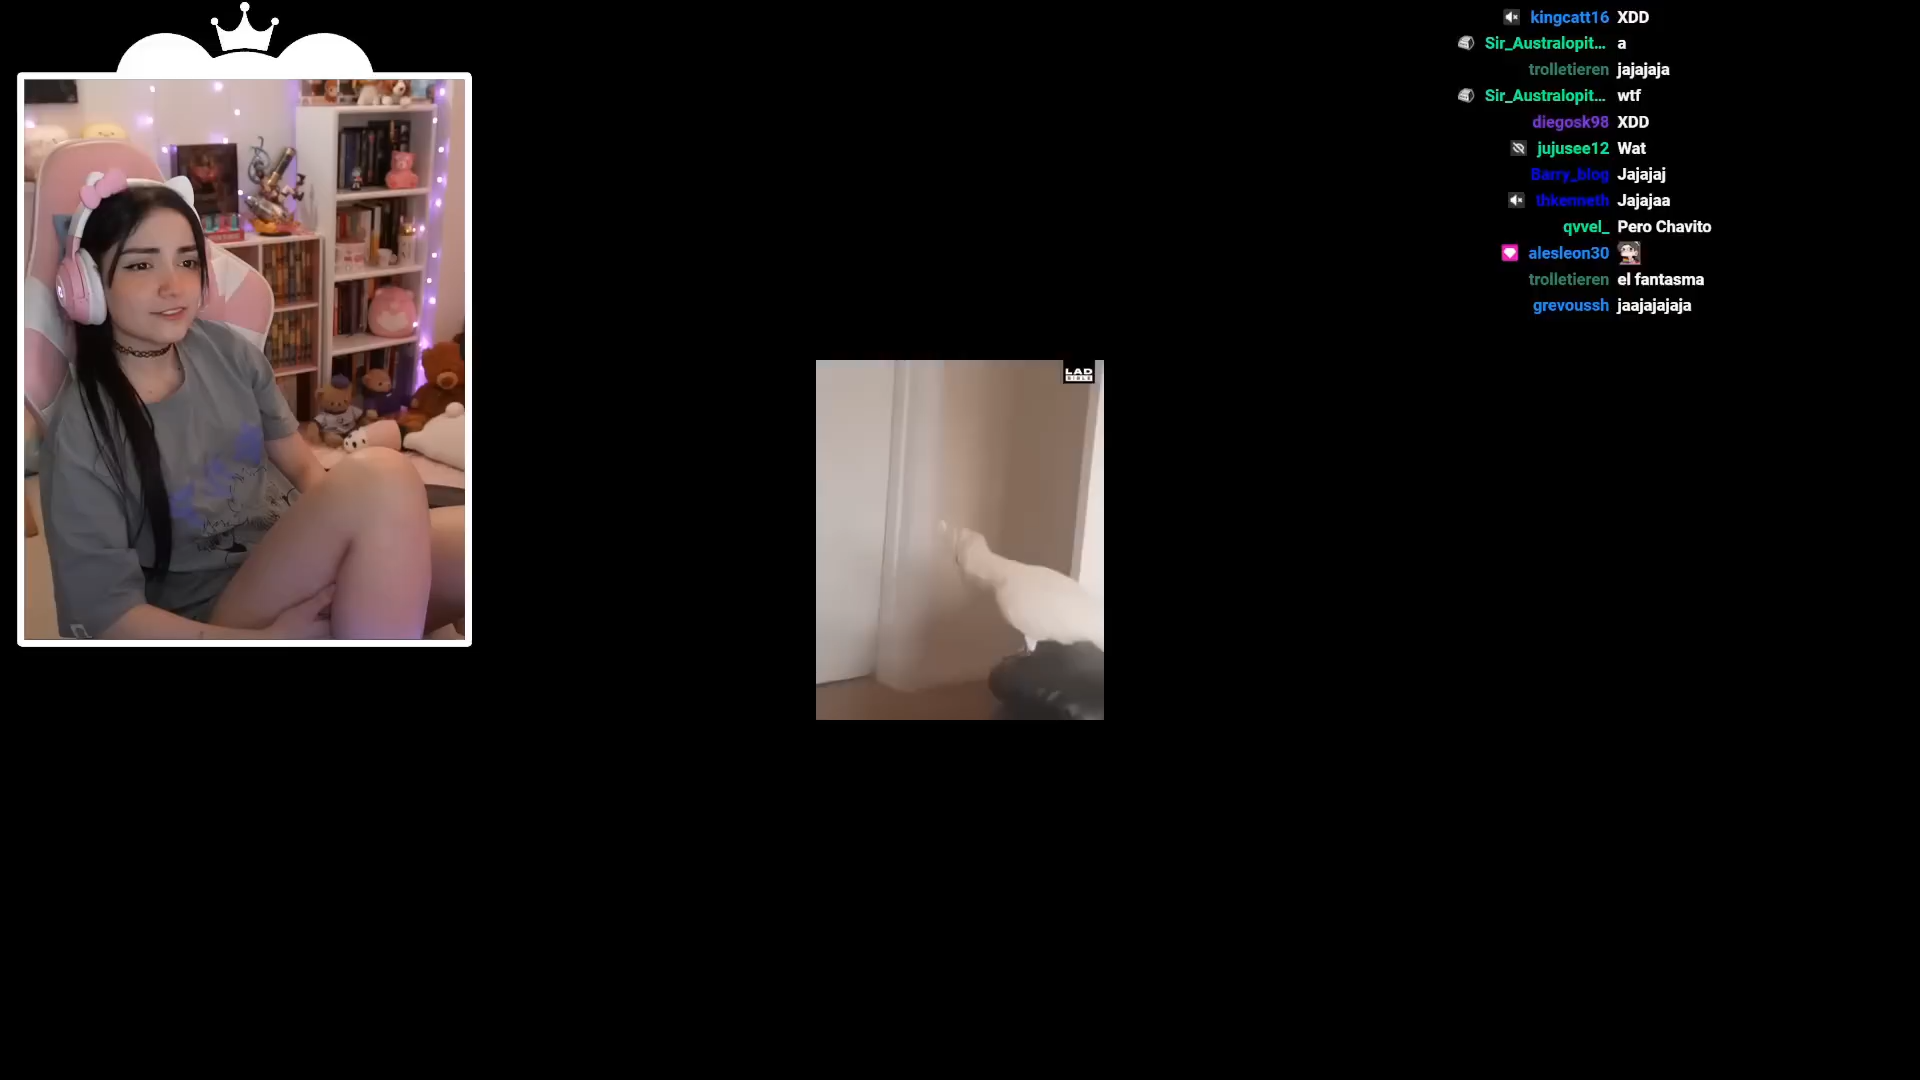 kingcatt16 XDD
Sir_Australopit... a
trolletieren jajajaja
Sir_Australopit... wtf
diegosk98 XDD
jujusee12 Wat
Barry_blog Jajajaj
thkenneth Jajajaa
qvvel_ Pero Chavito
alesleon30
trolletieren el fantasma
grevoussh jaajajajaja
LAD
BIBLE